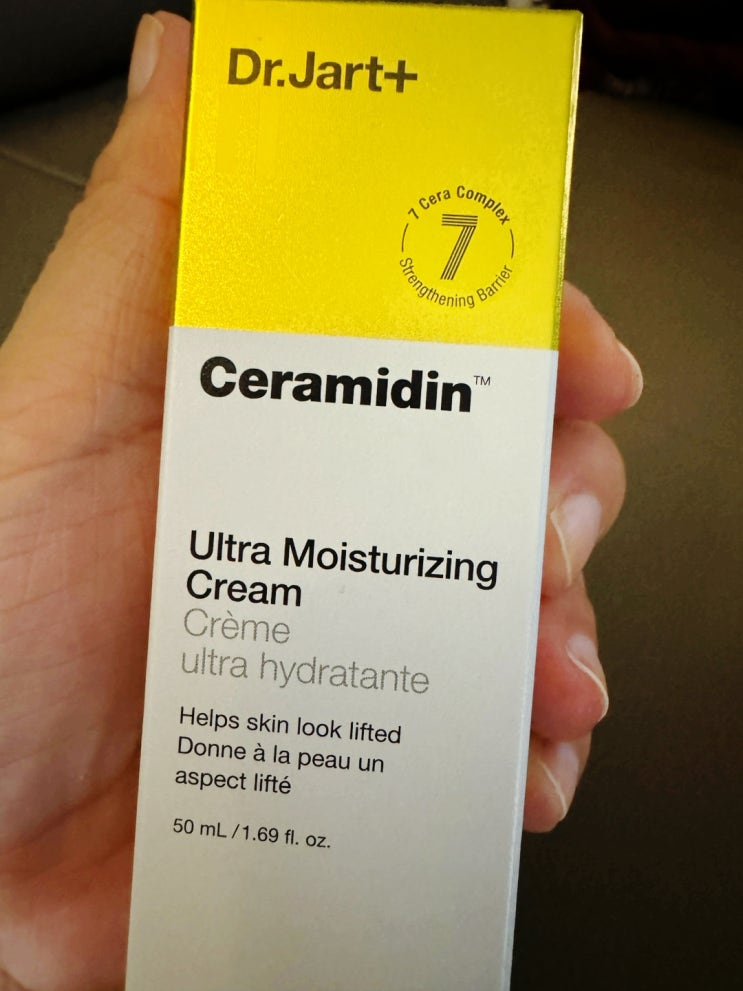 Dr.Jart+
7 Cera Complex
7
Strengthening Barrier
Ceramidin™
Ultra Moisturizing
Cream
Crème
ultra hydratante
Helps skin look lifted
Donne à la peau un
aspect lifté
50 mL / 1.69 fl. oz.